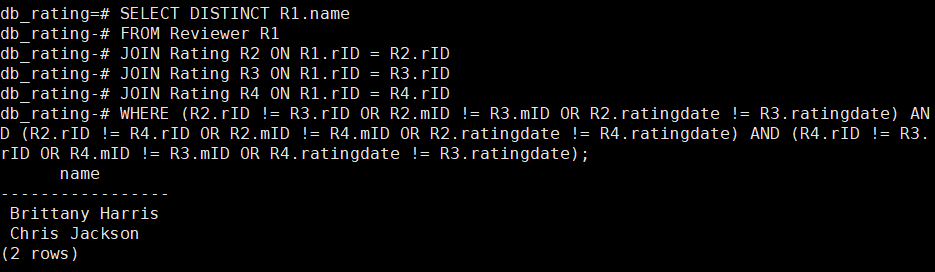 db_rating=# SELECT DISTINCT R1.name
db_rating-# FROM Reviewer R1
db_rating-# JOIN Rating R2 ON R1.rID = R2.rID
db_rating-# JOIN Rating R3 ON R1.rID = R3.rID
db_rating-# JOIN Rating R4 ON R1.rID = R4.rID
db_rating-# WHERE (R2.rID != R3.rID OR R2.mID != R3.mID OR R2.ratingdate != R3.ratingdate) AN
D (R2.rID != R4.rID OR R2.mID != R4.mID OR R2.ratingdate != R4.ratingdate) AND (R4.rID != R3.
rID OR R4.mID != R3.mID OR R4.ratingdate != R3.ratingdate);
      name
-----------------
 Brittany Harris
 Chris Jackson
(2 rows)